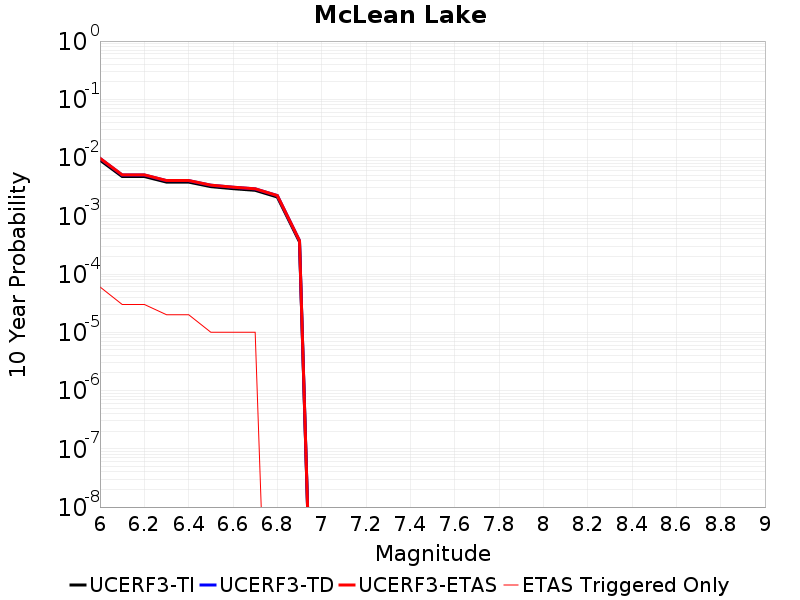 McLean Lake
10 Year Probability
10^0
10^-1
10^-2
10^-3
10^-4
10^-5
10^-6
10^-7
10^-8
6 6.2 6.4 6.6 6.8 7 7.2 7.4 7.6 7.8 8 8.2 8.4 8.6 8.8 9
Magnitude
UCERF3-TI UCERF3-TD UCERF3-ETAS ETAS Triggered Only